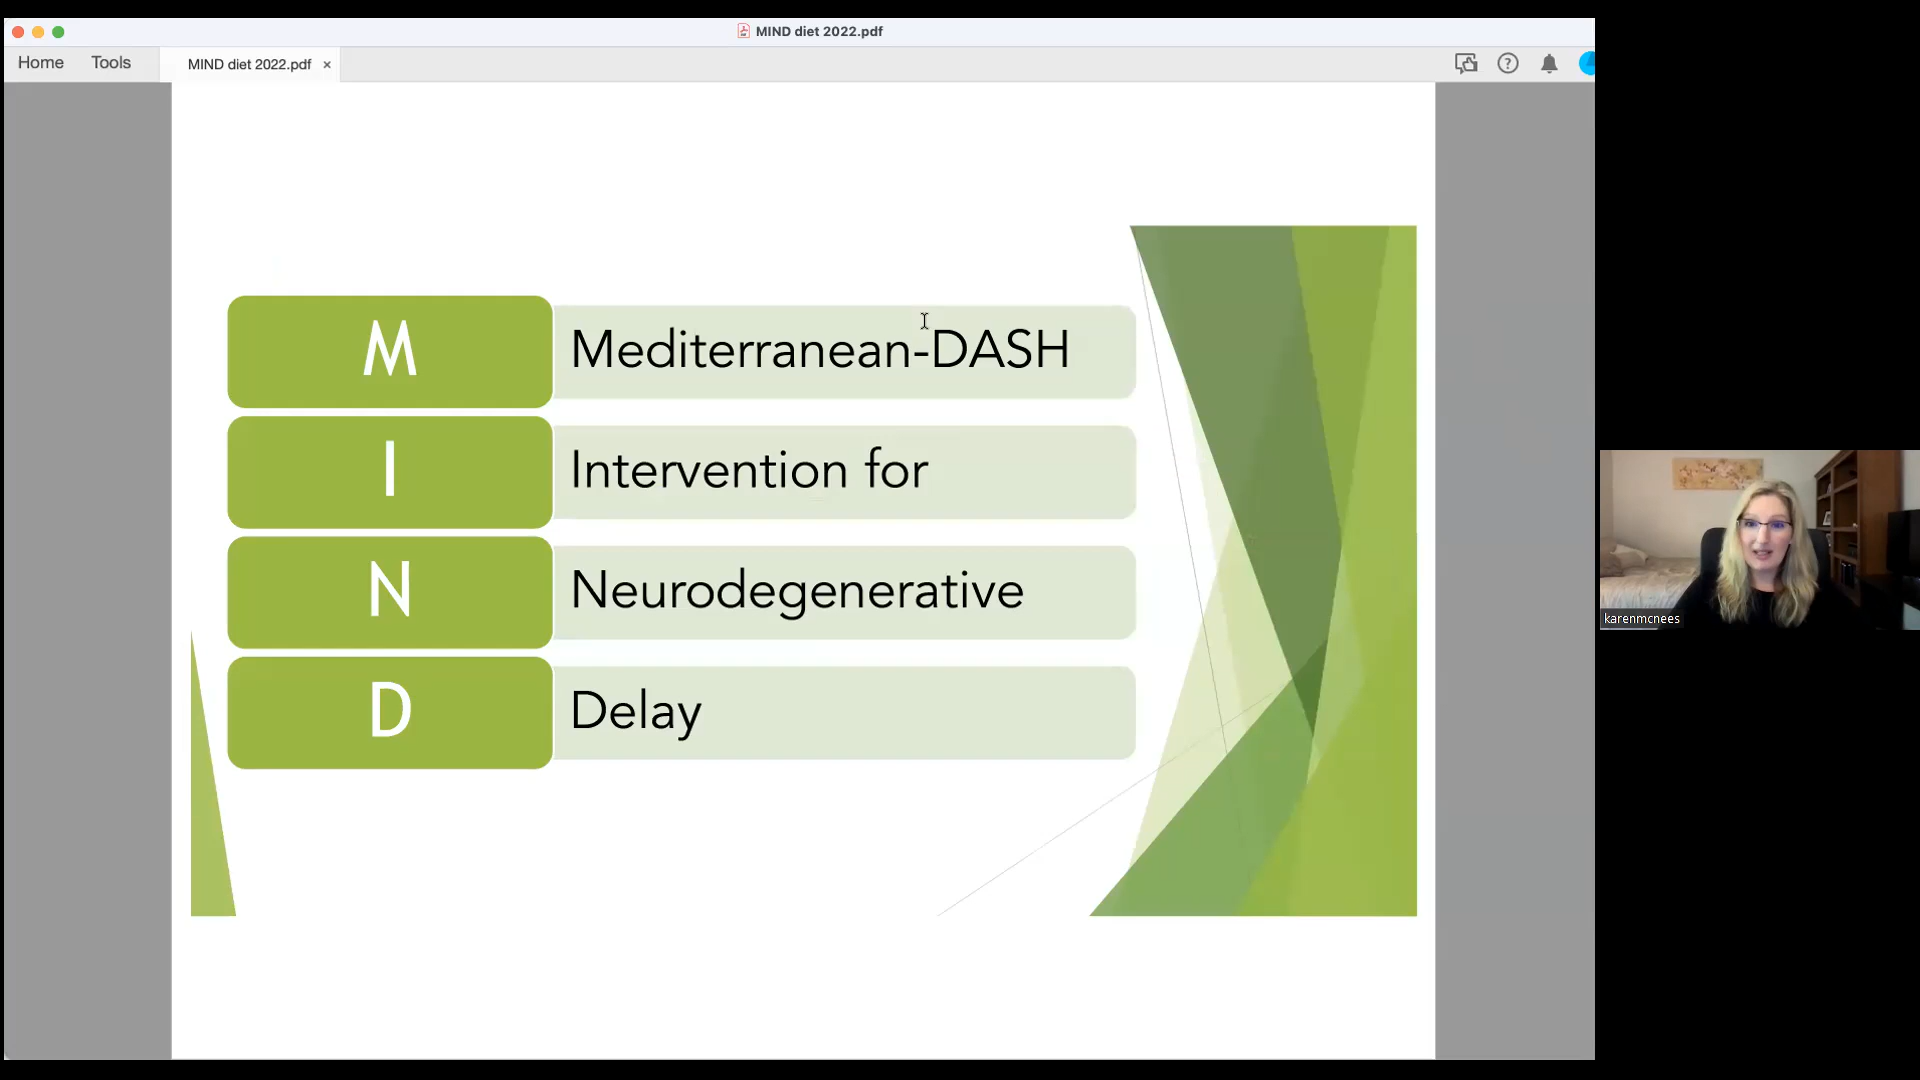 MIND diet 2022.pdf
Home Tools MIND diet 2022.pdf ×
M Mediterranean-DASH
I Intervention for
N Neurodegenerative
D Delay
karenmcnees